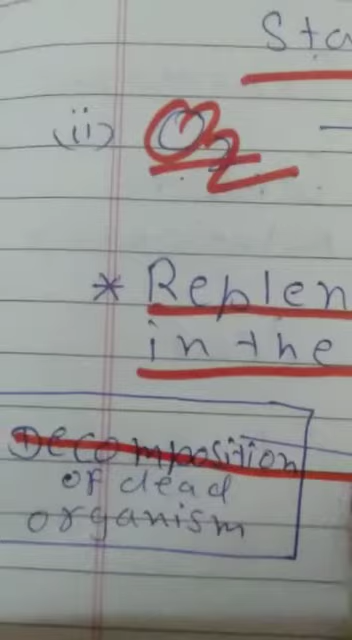 Sta
(ii) O2
* Replen
in the
Decomposition
of dead
organism